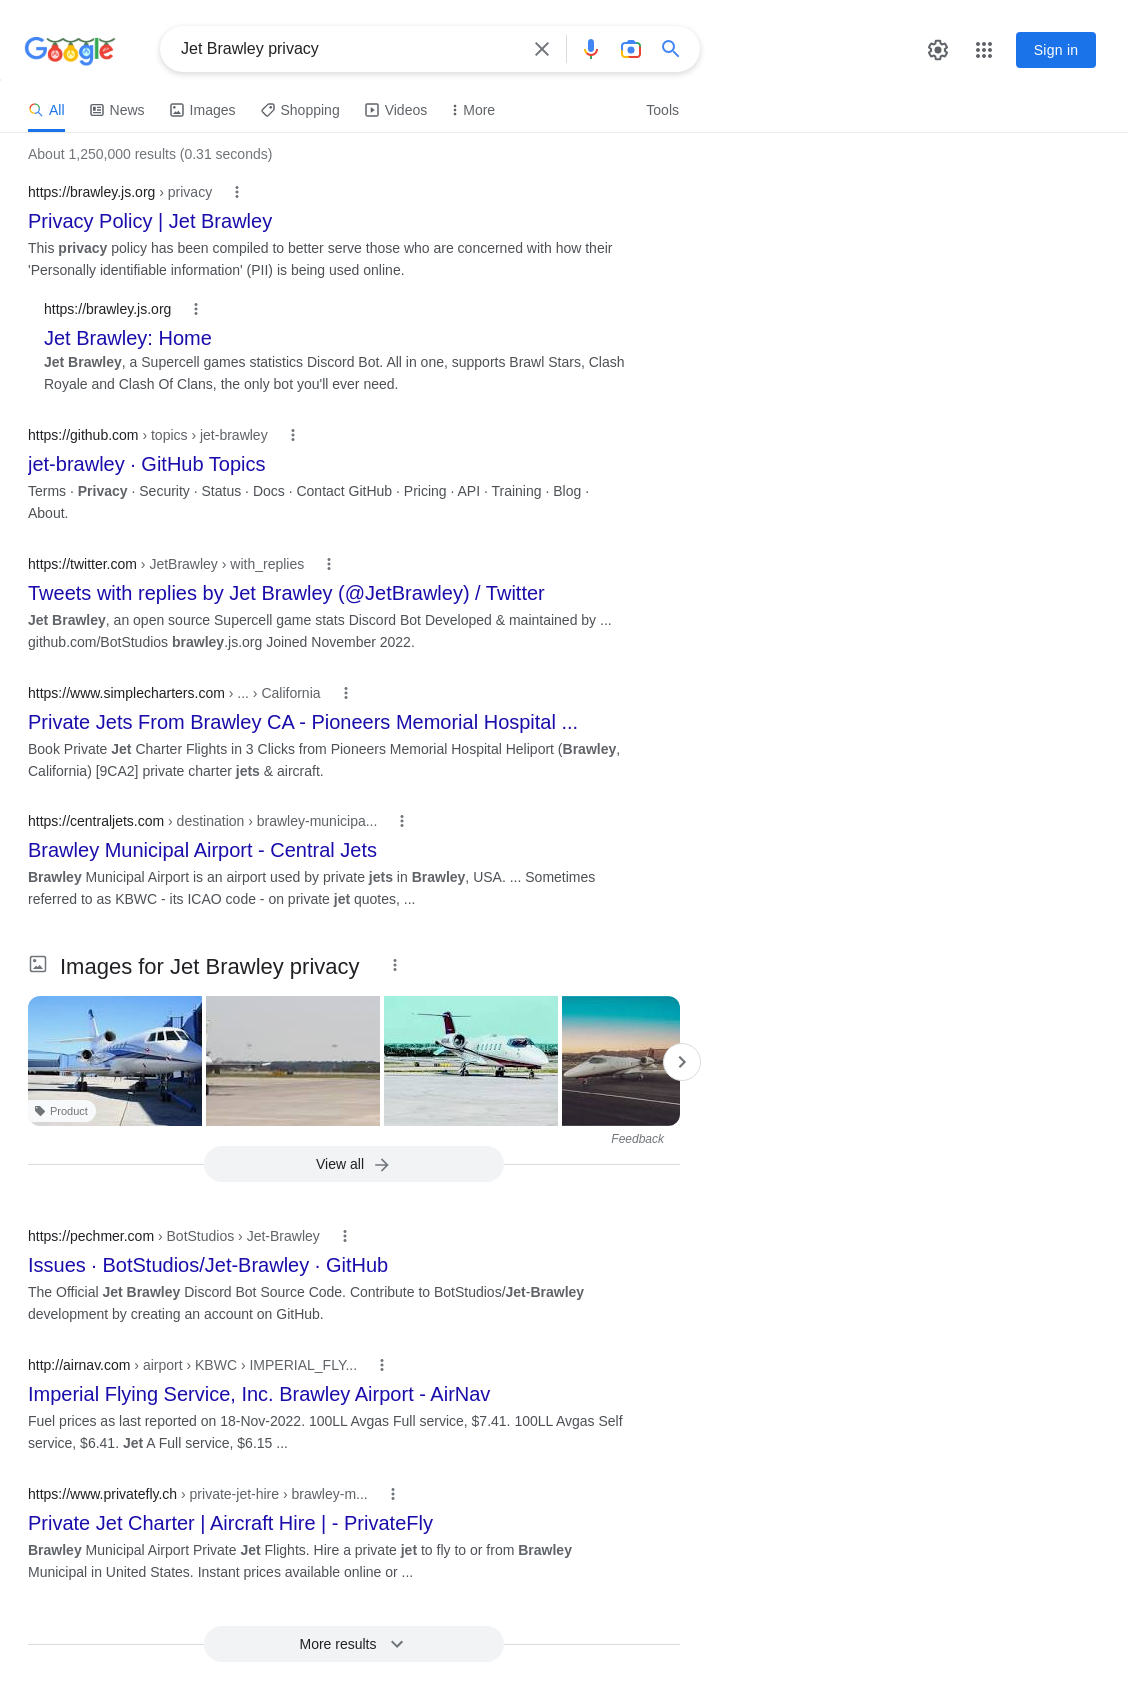 Google
Jet Brawley privacy
Sign in
All
News
Images
Shopping
Videos
More
Tools
About 1,250,000 results (0.31 seconds)
https://brawley.js.org › privacy
Privacy Policy | Jet Brawley
This privacy policy has been compiled to better serve those who are concerned with how their
'Personally identifiable information' (PII) is being used online.
https://brawley.js.org
Jet Brawley: Home
Jet Brawley, a Supercell games statistics Discord Bot. All in one, supports Brawl Stars, Clash
Royale and Clash Of Clans, the only bot you'll ever need.
https://github.com › topics › jet-brawley
jet-brawley · GitHub Topics
Terms · Privacy · Security · Status · Docs · Contact GitHub · Pricing · API · Training · Blog ·
About.
https://twitter.com › JetBrawley › with_replies
Tweets with replies by Jet Brawley (@JetBrawley) / Twitter
Jet Brawley, an open source Supercell game stats Discord Bot Developed & maintained by ...
github.com/BotStudios brawley.js.org Joined November 2022.
https://www.simplecharters.com › ... › California
Private Jets From Brawley CA - Pioneers Memorial Hospital ...
Book Private Jet Charter Flights in 3 Clicks from Pioneers Memorial Hospital Heliport (Brawley,
California) [9CA2] private charter jets & aircraft.
https://centraljets.com › destination › brawley-municipa...
Brawley Municipal Airport - Central Jets
Brawley Municipal Airport is an airport used by private jets in Brawley, USA. ... Sometimes
referred to as KBWC - its ICAO code - on private jet quotes, ...
Images for Jet Brawley privacy
Product
Feedback
View all
https://pechmer.com › BotStudios › Jet-Brawley
Issues · BotStudios/Jet-Brawley · GitHub
The Official Jet Brawley Discord Bot Source Code. Contribute to BotStudios/Jet-Brawley
development by creating an account on GitHub.
http://airnav.com › airport › KBWC › IMPERIAL_FLY...
Imperial Flying Service, Inc. Brawley Airport - AirNav
Fuel prices as last reported on 18-Nov-2022. 100LL Avgas Full service, $7.41. 100LL Avgas Self
service, $6.41. Jet A Full service, $6.15 ...
https://www.privatefly.ch › private-jet-hire › brawley-m...
Private Jet Charter | Aircraft Hire | - PrivateFly
Brawley Municipal Airport Private Jet Flights. Hire a private jet to fly to or from Brawley
Municipal in United States. Instant prices available online or ...
More results